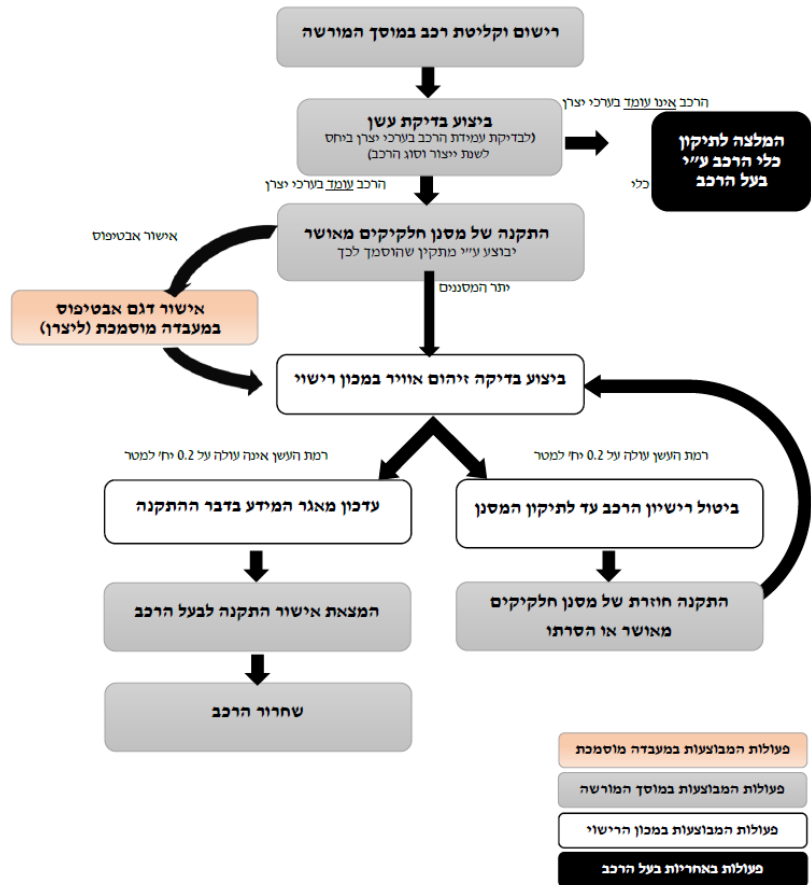 רישום וקליטת רכב במוסך המורשה
הרכב אינו עומד בערכי יצרן
ביצוע בדיקת עשן
(לבדיקת עמידת הרכב בערכי יצרן ביחס
לשנת ייצור וסוג הרכב)
המלצה לתיקון
כלי הרכב ע״י
בעל הרכב
הרכב עומד בערכי יצרן
כלי
התקנה של מסנן חלקיקים מאושר
יבוצע ע״י מתקין שהוסמך לכך
אישור אבטיפוס
יתר המסננים
אישור דגם אבטיפוס
במעבדה מוסמכת (ליצרן)
ביצוע בדיקה זיהום אוויר במכון רישוי
רמת העשן עולה על 0.2 יח׳ למטר
רמת העשן אינה עולה על 0.2 יח׳ למטר
ביטול רישיון הרכב עד לתיקון המסנן
עדכון מאגר המידע בדבר ההתקנה
התקנה חוזרת של מסנן חלקיקים
מאושר או הסרתו
המצאת אישור התקנה לבעל הרכב
שחרור הרכב
פעולות המבוצעות במעבדה מוסמכת
פעולות המבוצעות במוסך המורשה
פעולות המבוצעות במכון הרישוי
פעולות באחריות בעל הרכב